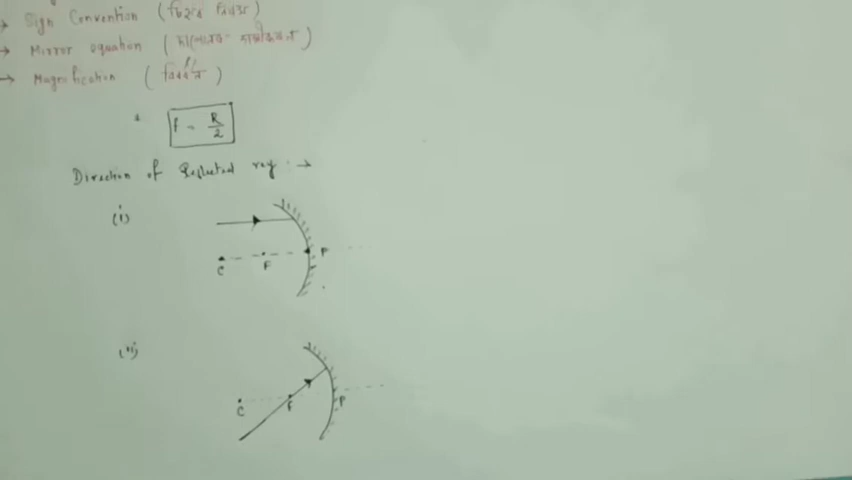 → Sign Convention (
→ Mirror equation (
→ Magnification (
f = R/2
Direction of Reflected ray →
(i)
C F P
(ii)
C F P